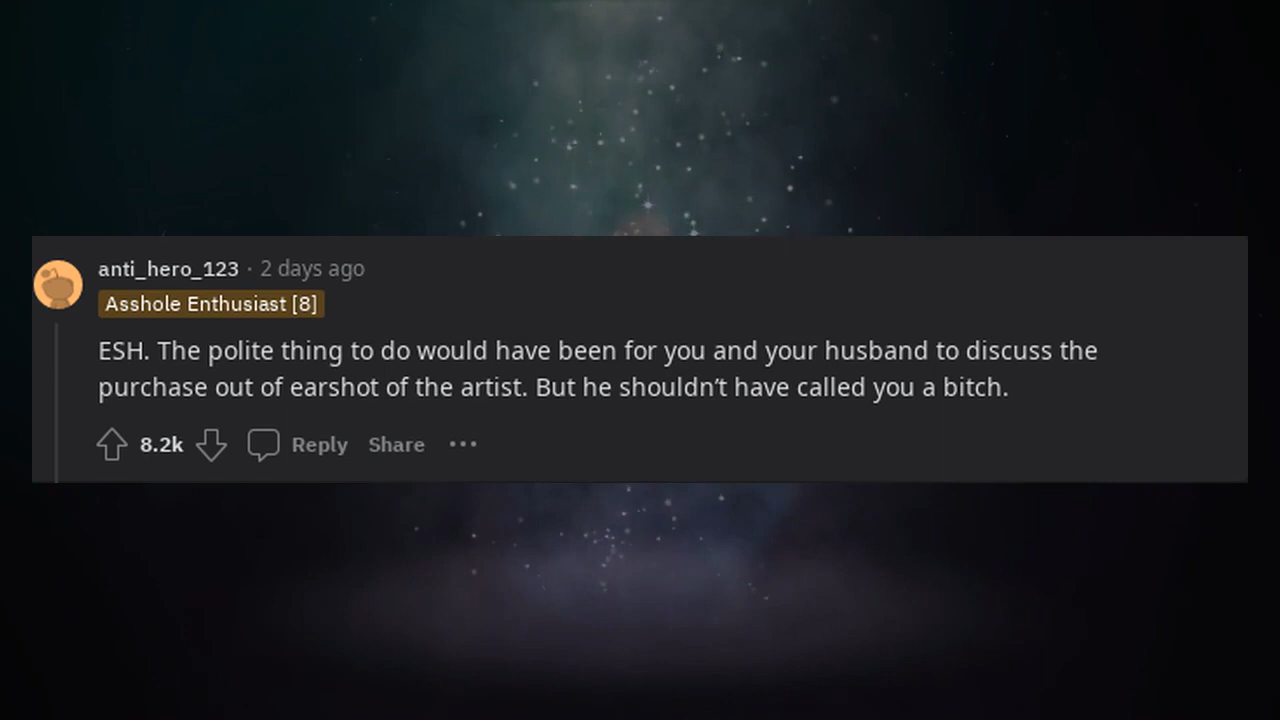 anti_hero_123 · 2 days ago
Asshole Enthusiast [8]
ESH. The polite thing to do would have been for you and your husband to discuss the
purchase out of earshot of the artist. But he shouldn’t have called you a bitch.
8.2k Reply Share •••